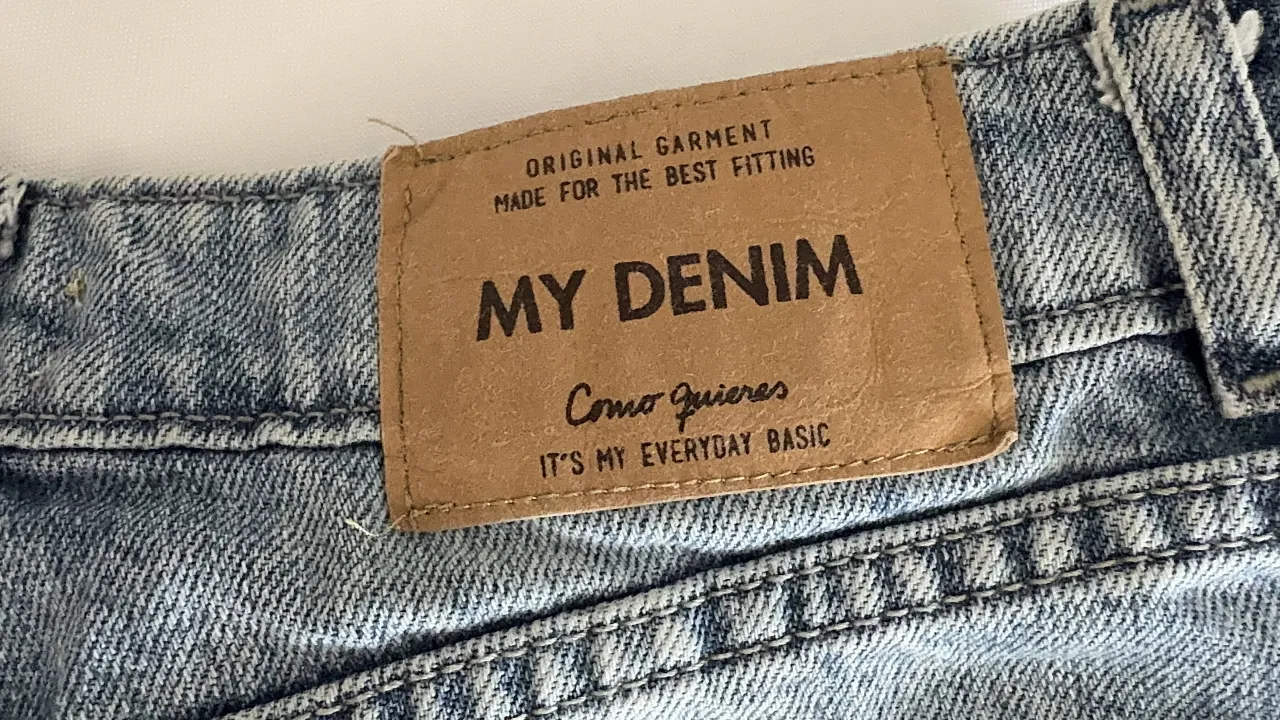 ORIGINAL GARMENT
MADE FOR THE BEST FITTING
MY DENIM
Como quieres
IT'S MY EVERYDAY BASIC